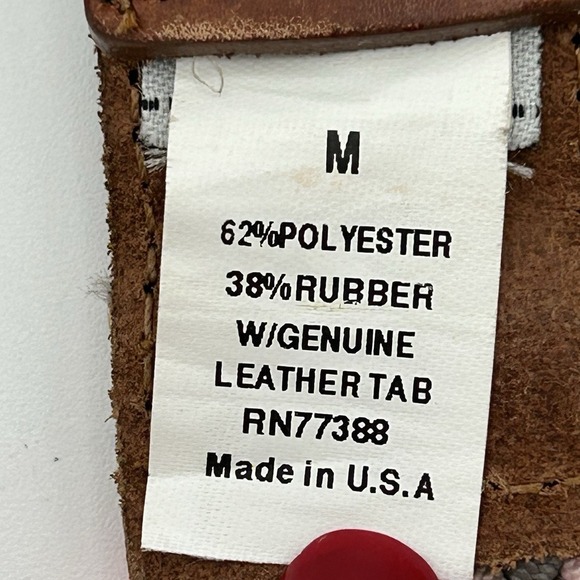 M
62%POLYESTER
38%RUBBER
W/GENUINE
LEATHER TAB
RN77388
Made in U.S.A